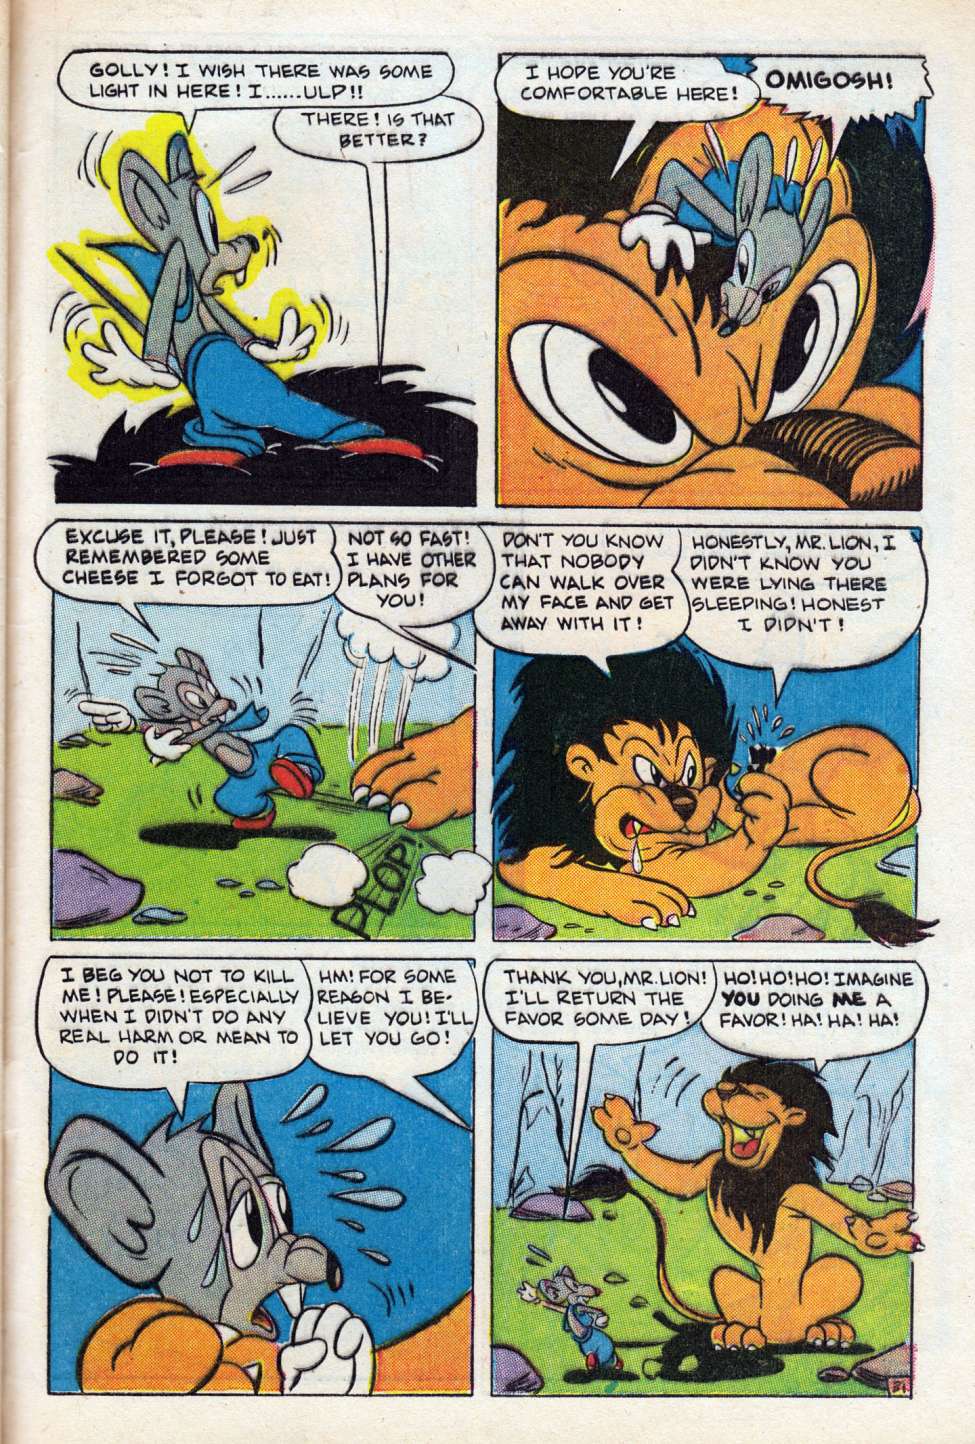 GOLLY! I WISH THERE WAS SOME
LIGHT IN HERE! I......ULP!!
THERE! IS THAT
BETTER?
I HOPE YOU'RE
COMFORTABLE HERE!
OMIGOSH!
EXCUSE IT, PLEASE! JUST
REMEMBERED SOME
CHEESE I FORGOT TO EAT!
NOT SO FAST!
I HAVE OTHER
PLANS FOR
YOU!
PLOP!
DON'T YOU KNOW
THAT NOBODY
CAN WALK OVER
MY FACE AND GET
AWAY WITH IT!
HONESTLY, MR. LION, I
DIDN'T KNOW YOU
WERE LYING THERE
SLEEPING! HONEST
I DIDN'T!
I BEG YOU NOT TO KILL
ME! PLEASE! ESPECIALLY
WHEN I DIDN'T DO ANY
REAL HARM OR MEAN TO
DO IT!
HM! FOR SOME
REASON I BE-
LIEVE YOU! I'LL
LET YOU GO!
THANK YOU, MR. LION!
I'LL RETURN THE
FAVOR SOME DAY!
HO! HO! HO! IMAGINE
YOU DOING ME A
FAVOR! HA! HA! HA!
31